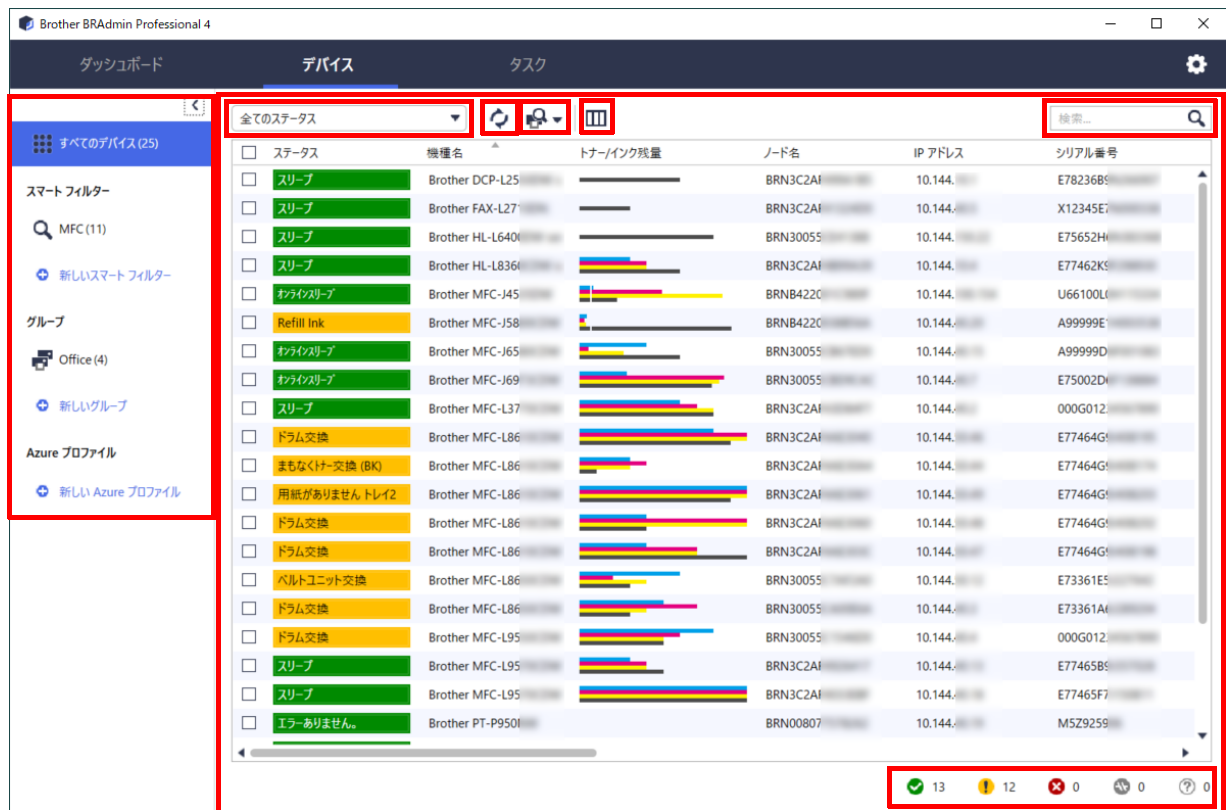 Brother BRAdmin Professional 4
ダッシュボード デバイス タスク
すべてのデバイス (25)
スマート フィルター
MFC (11)
新しいスマート フィルター
グループ
Office (4)
新しいグループ
Azure プロファイル
新しい Azure プロファイル
全てのステータス 検索...
ステータス 機種名 トナー/インク残量 ノード名 IP アドレス シリアル番号
スリープ Brother DCP-L25 BRN3C2A 10.144. E78236B
スリープ Brother FAX-L27 BRN3C2A 10.144. X12345E
スリープ Brother HL-L640 BRN30055 10.144. E75652H
スリープ Brother HL-L836 BRN3C2A 10.144. E77462K9
オンラインスリープ Brother MFC-J45 BRNB4220 10.144. U66100L
Refill Ink Brother MFC-J58 BRNB4220 10.144. A99999E
オンラインスリープ Brother MFC-J65 BRN30055 10.144. A99999D
オンラインスリープ Brother MFC-J69 BRN30055 10.144. E75002D
スリープ Brother MFC-L37 BRN3C2A 10.144. 000G012
ドラム交換 Brother MFC-L86 BRN3C2A 10.144. E77464G
まもなくトナー交換 (BK) Brother MFC-L86 BRN3C2A 10.144. E77464G
用紙がありません トレイ2 Brother MFC-L86 BRN3C2A 10.144. E77464G
ドラム交換 Brother MFC-L86 BRN3C2A 10.144. E77464G
ドラム交換 Brother MFC-L86 BRN3C2A 10.144. E77464G
ベルトユニット交換 Brother MFC-L86 BRN30055 10.144. E73361E
ドラム交換 Brother MFC-L86 BRN30055 10.144. E73361A
ドラム交換 Brother MFC-L95 BRN30055 10.144. 000G012
スリープ Brother MFC-L95 BRN3C2A 10.144. E77465B
スリープ Brother MFC-L95 BRN3C2A 10.144. E77465F
エラーありません。 Brother PT-P950 BRN00807 10.144. M5Z9259
13 12 0 0 0